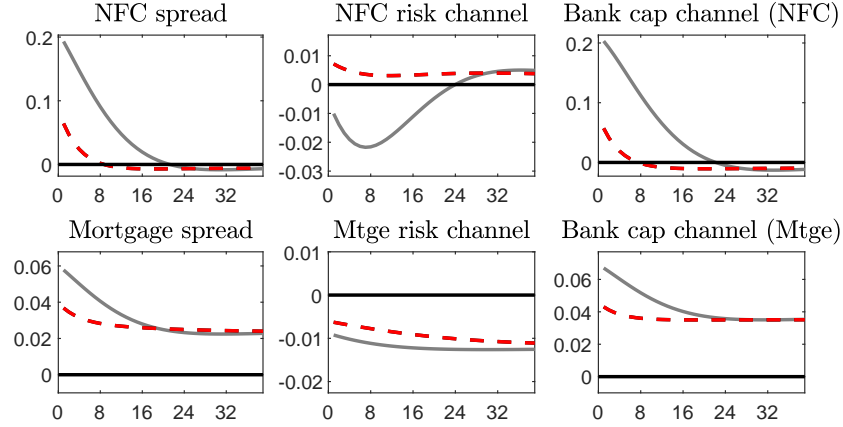 NFC spread
0.2
0.1
0
0 8 16 24 32
NFC risk channel
0.01
0
-0.01
-0.02
-0.03
0 8 16 24 32
Bank cap channel (NFC)
0.2
0.1
0
0 8 16 24 32
Mortgage spread
0.06
0.04
0.02
0
0 8 16 24 32
Mtge risk channel
0.01
0
-0.01
-0.02
0 8 16 24 32
Bank cap channel (Mtge)
0.06
0.04
0.02
0
0 8 16 24 32